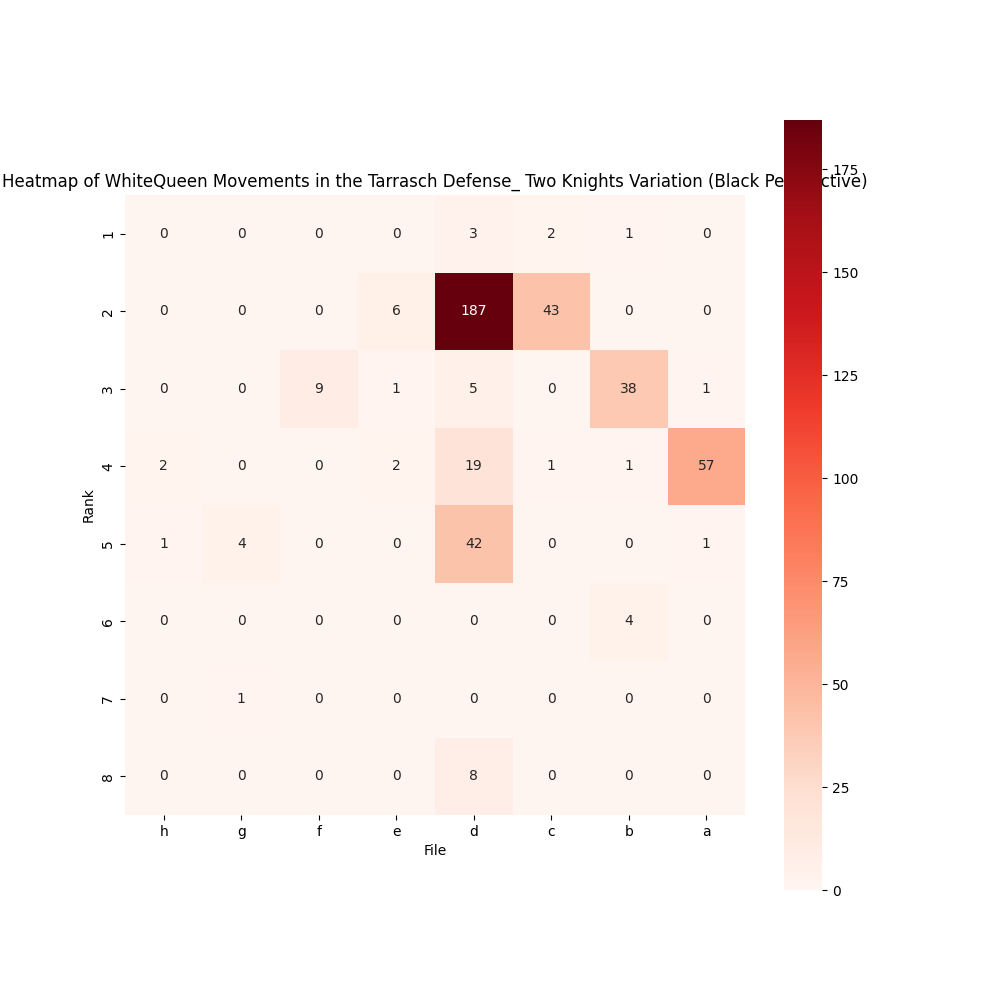 Heatmap of WhiteQueen Movements in the Tarrasch Defense_ Two Knights Variation (Black Pe ctive)
175
1 0 0 0 0 3 2 1 0
150
2 0 0 0 6 187 43 0 0
125
3 0 0 9 1 5 0 38 1
4 2 0 0 2 19 1 1 57
100
Rank
5 1 4 0 0 42 0 0 1
75
6 0 0 0 0 0 0 4 0
50
7 0 1 0 0 0 0 0 0
8 0 0 0 0 8 0 0 0
25
h g f e d c b a
File
0